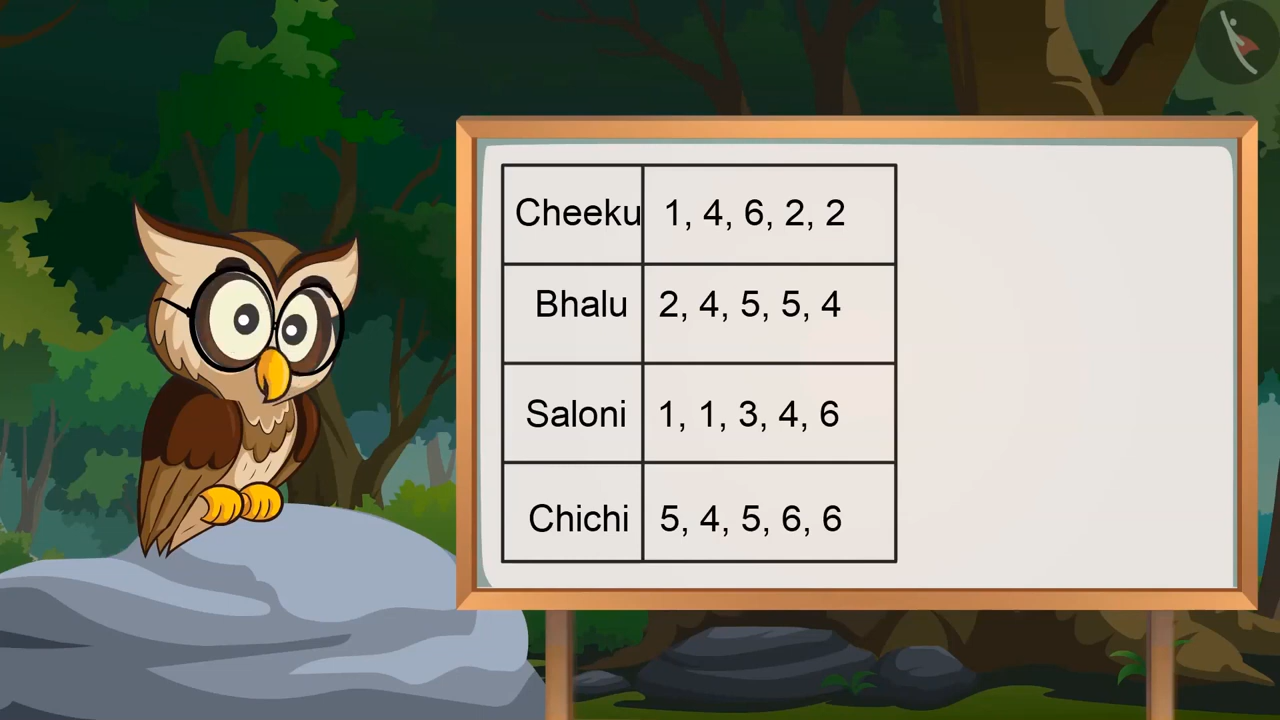 Cheeku 1, 4, 6, 2, 2
Bhalu 2, 4, 5, 5, 4
Saloni 1, 1, 3, 4, 6
Chichi 5, 4, 5, 6, 6